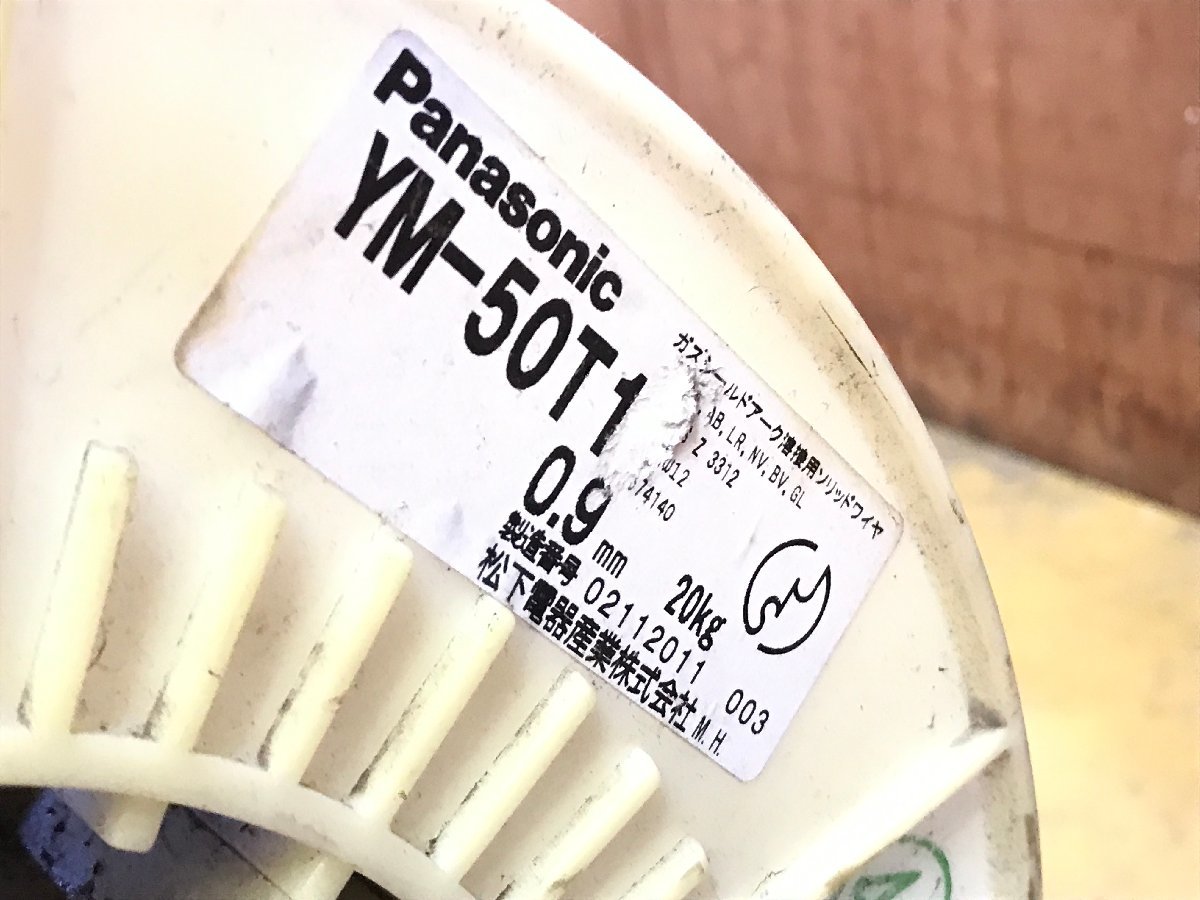 Panasonic
YM-50T1
ガスシールドアーク溶接用ソリッドワイヤ
AB,LR,NV,BV,GL
Z 3312
74140
0.9 mm 20kg
製造番号 02112011 003
松下電器産業株式会社 M.H.